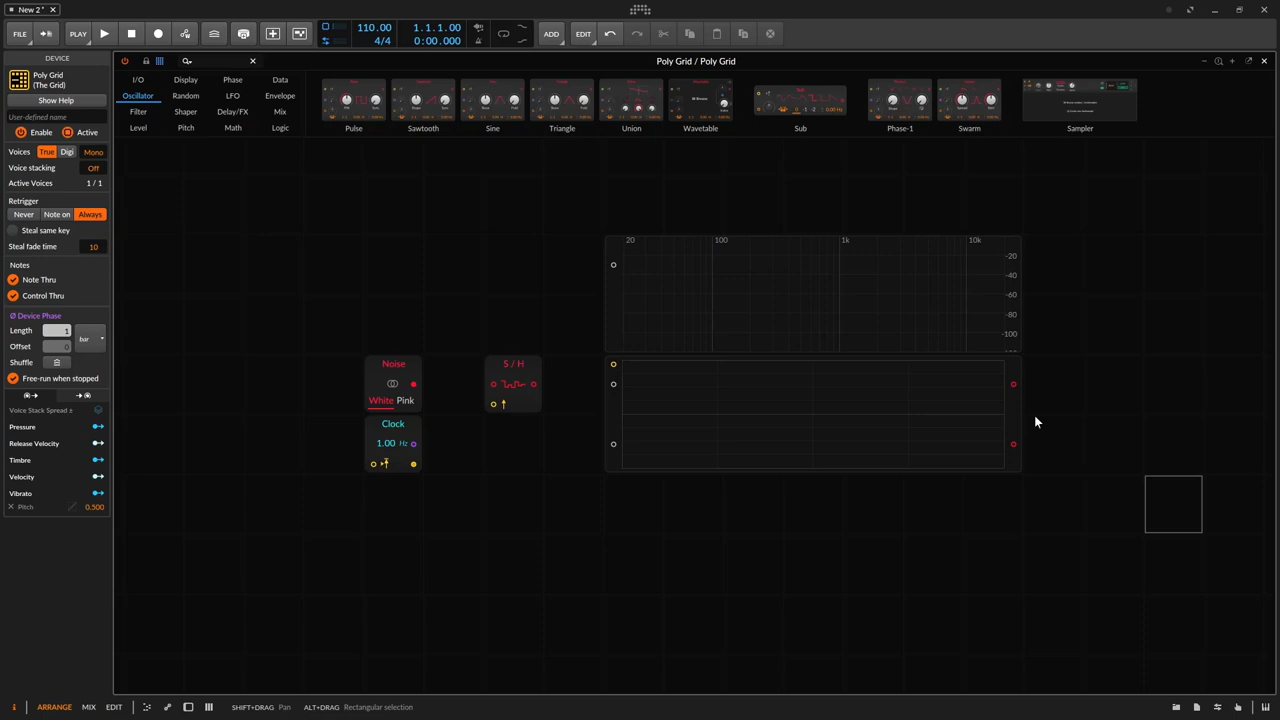 New 2 *
FILE
PLAY
110.00
4/4
1.1.1.00
0:00.000
ADD
EDIT
DEVICE
Poly Grid
(The Grid)
Show Help
User-defined name
Enable
Active
Voices
True
Digi
Mono
Voice stacking
Off
Active Voices
1 / 1
Retrigger
Never
Note on
Always
Steal same key
Steal fade time
10
Notes
Note Thru
Control Thru
Ø Device Phase
Length
1
bar
Offset
0
Shuffle
Free-run when stopped
Voice Stack Spread ±
Pressure
Release Velocity
Timbre
Velocity
Vibrato
Pitch
0.500
Poly Grid / Poly Grid
I/O
Display
Phase
Data
Oscillator
Random
LFO
Envelope
Filter
Shaper
Delay/FX
Mix
Level
Pitch
Math
Logic
Pulse
Sawtooth
Sine
Triangle
Union
Wavetable
Sub
Phase-1
Swarm
Sampler
20
100
1k
10k
-20
-40
-60
-80
-100
Noise
White
Pink
S / H
Clock
1.00 Hz
ARRANGE
MIX
EDIT
SHIFT+DRAG
Pan
ALT+DRAG
Rectangular selection